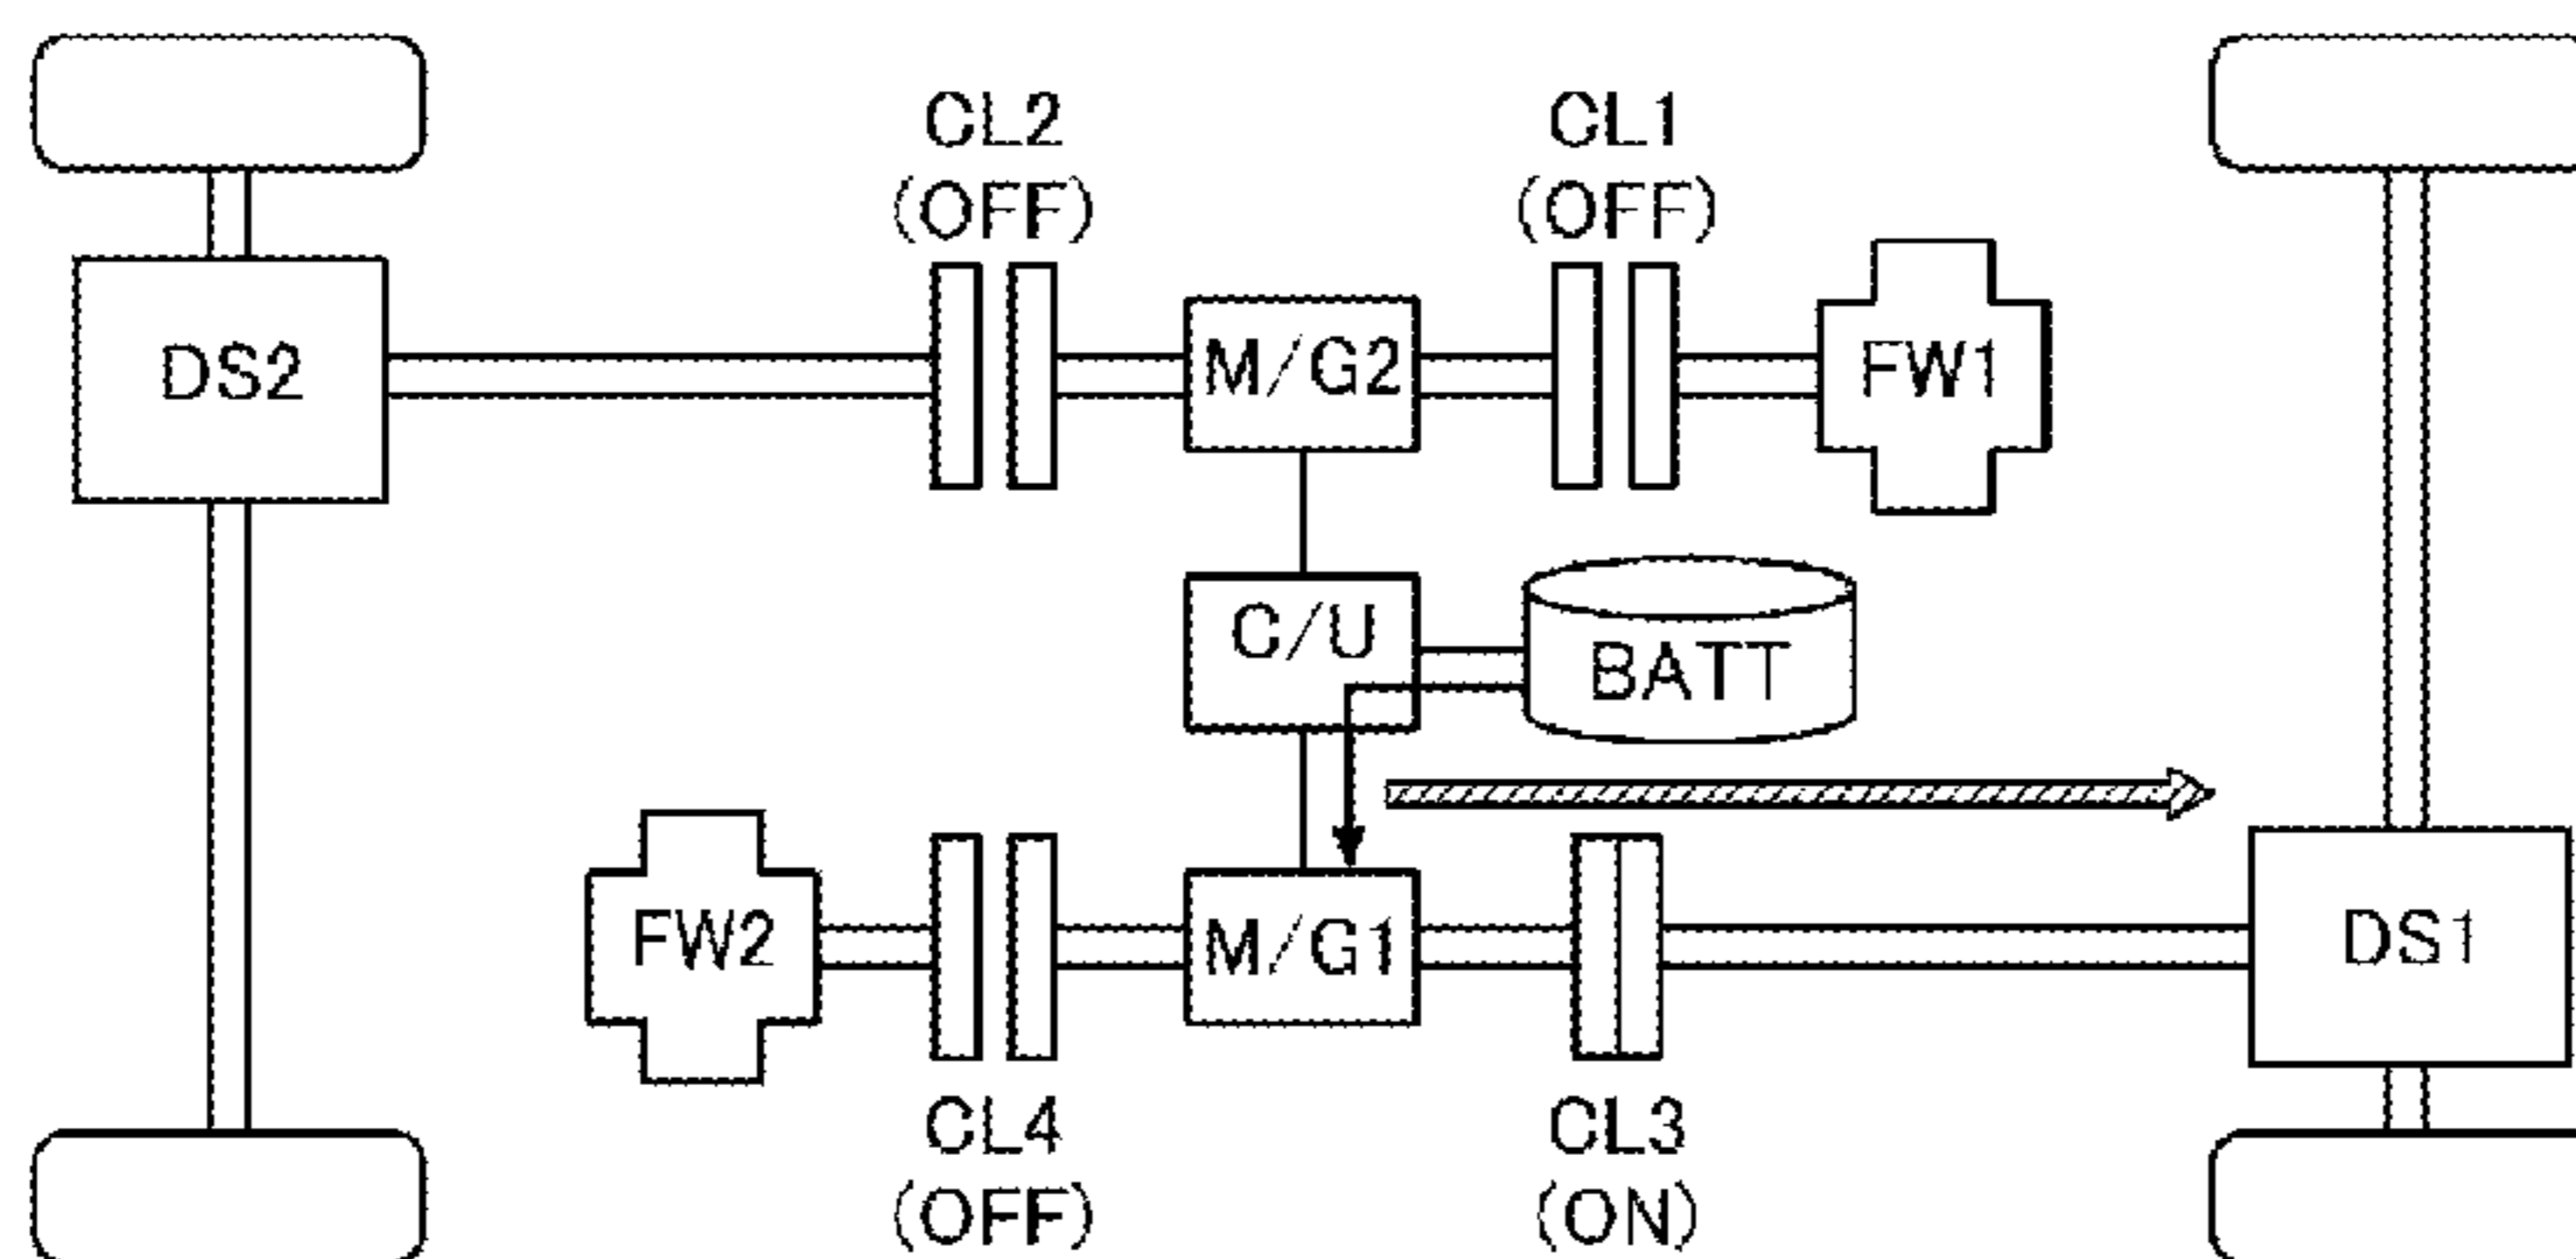 CL2
(OFF)
CL1
(OFF)
DS2
M/G2
FW1
C/U
BATT
FW2
M/G1
DS1
CL4
(OFF)
CL3
(ON)